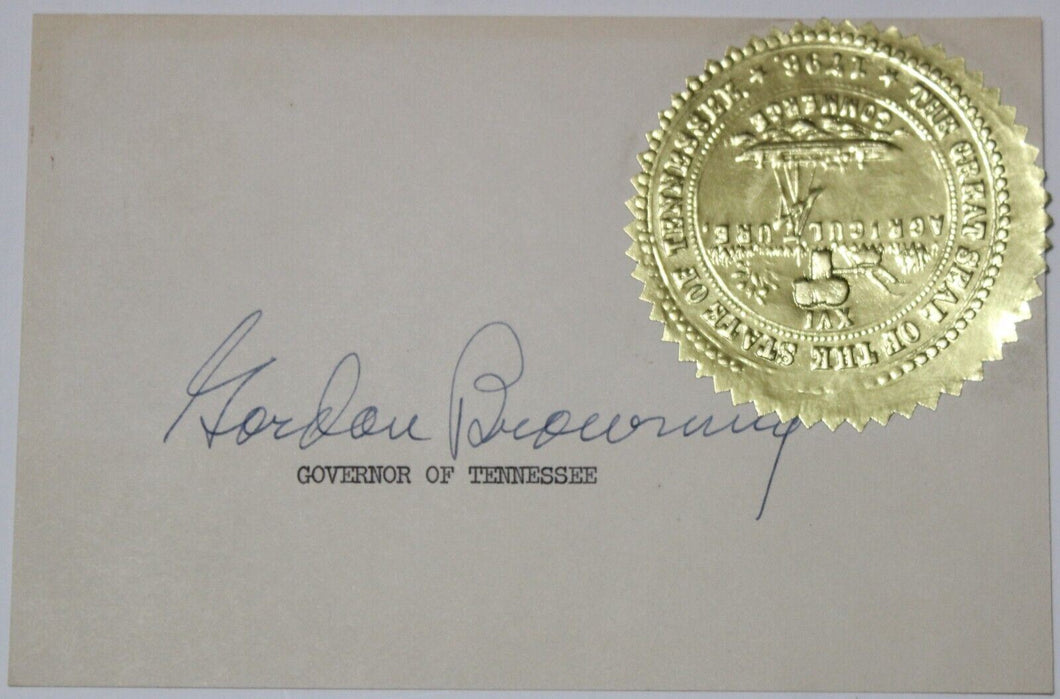 THE GREAT SEAL OF THE STATE OF TENNESSEE
1796
XVI
AGRICULTURE
COMMERCE
Gordon Browning
GOVERNOR OF TENNESSEE